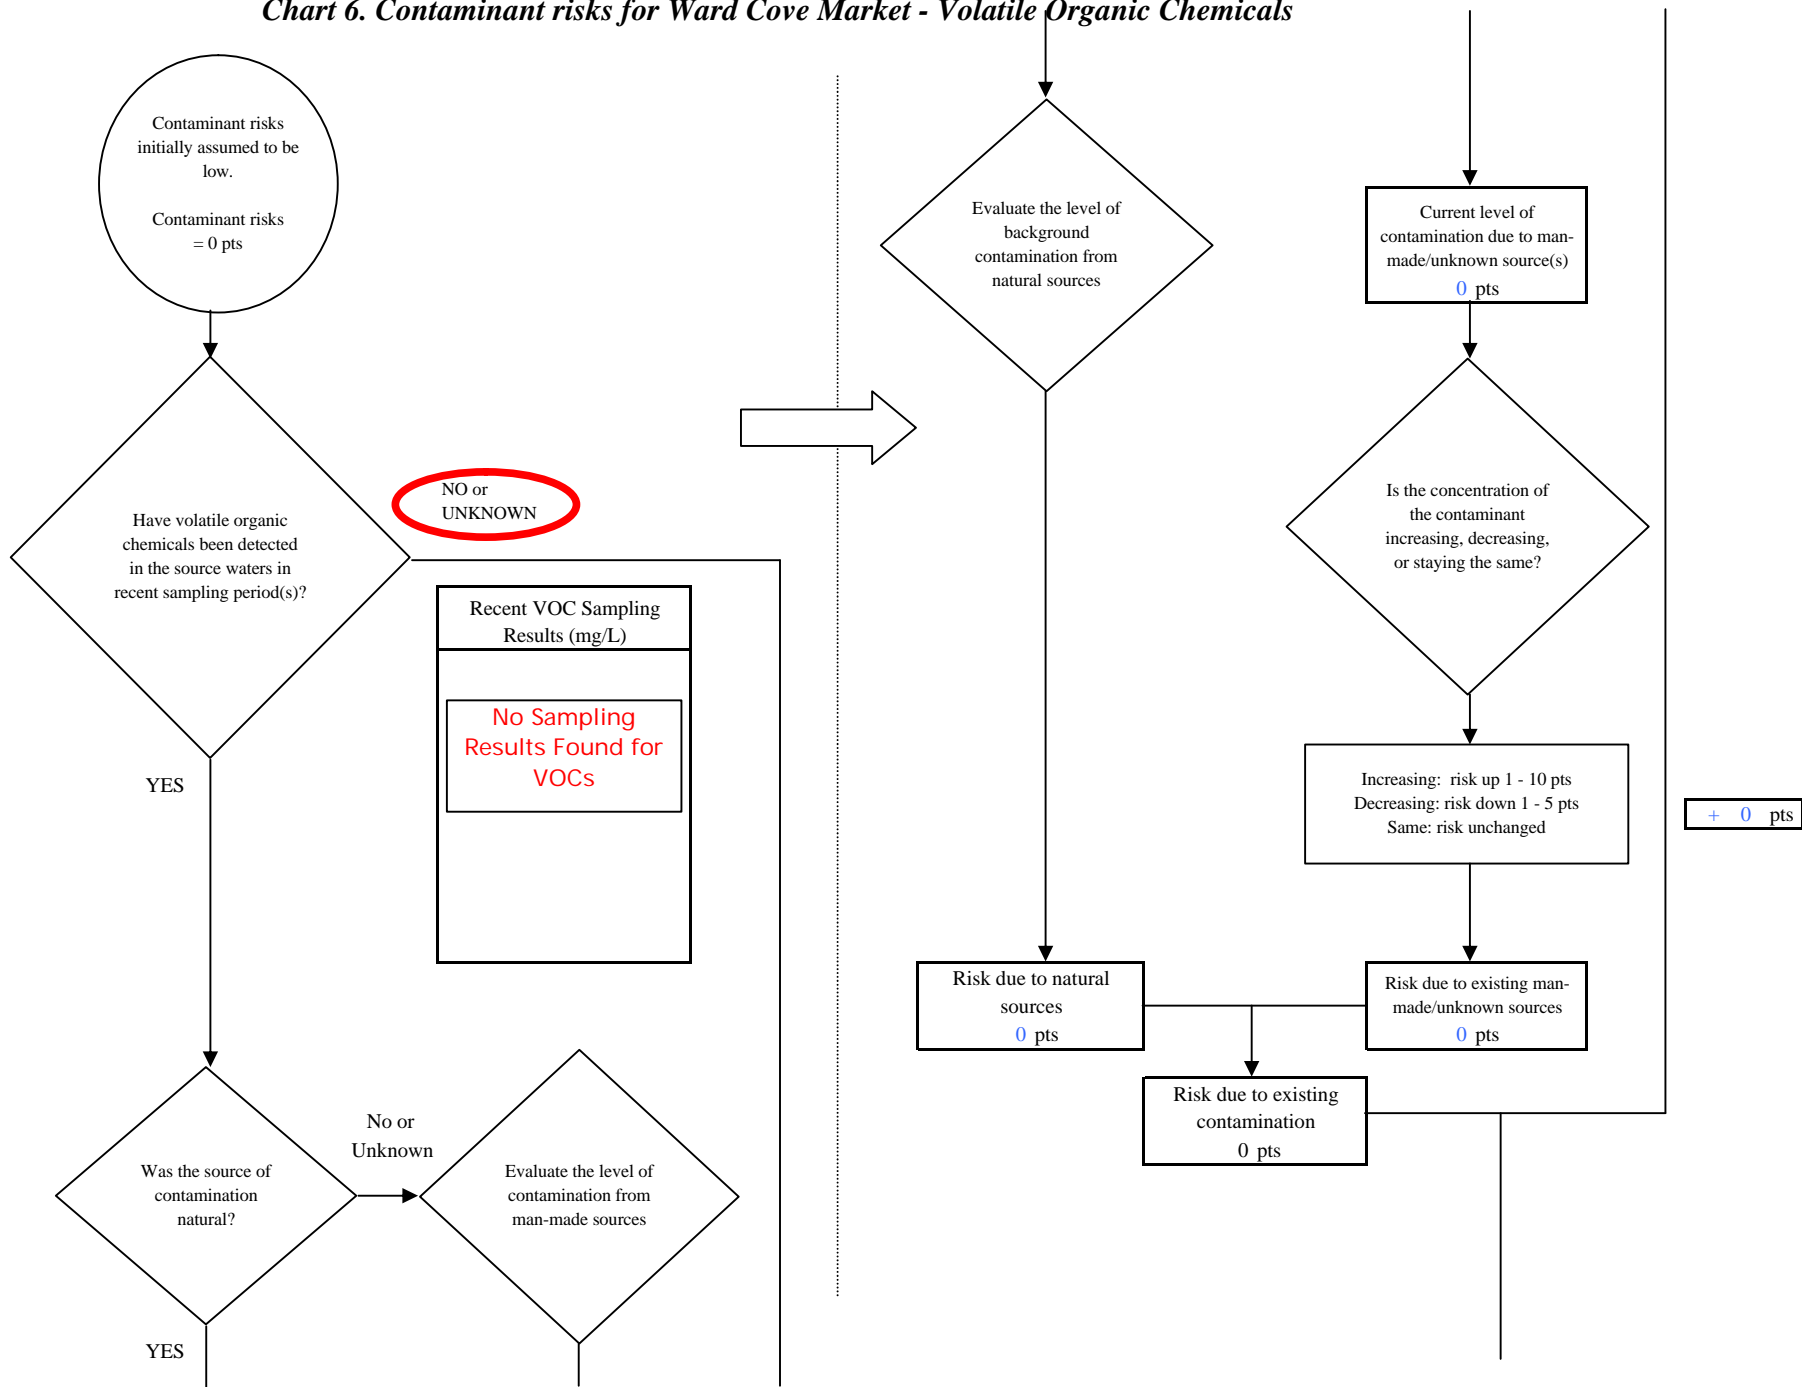 Chart 6. Contaminant risks for Ward Cove Market - Volatile Organic Chemicals
Contaminant risks
initially assumed to be
low.
Contaminant risks
= 0 pts
Have volatile organic
chemicals been detected
in the source waters in
recent sampling period(s)?
NO or
UNKNOWN
Recent VOC Sampling
Results (mg/L)
No Sampling
Results Found for
VOCs
YES
Was the source of
contamination
natural?
No or
Unknown
Evaluate the level of
contamination from
man-made sources
YES
Evaluate the level of
background
contamination from
natural sources
Current level of
contamination due to man-
made/unknown source(s)
0 pts
Is the concentration of
the contaminant
increasing, decreasing,
or staying the same?
Increasing: risk up 1 - 10 pts
Decreasing: risk down 1 - 5 pts
Same: risk unchanged
+ 0 pts
Risk due to natural
sources
0 pts
Risk due to existing man-
made/unknown sources
0 pts
Risk due to existing
contamination
0 pts